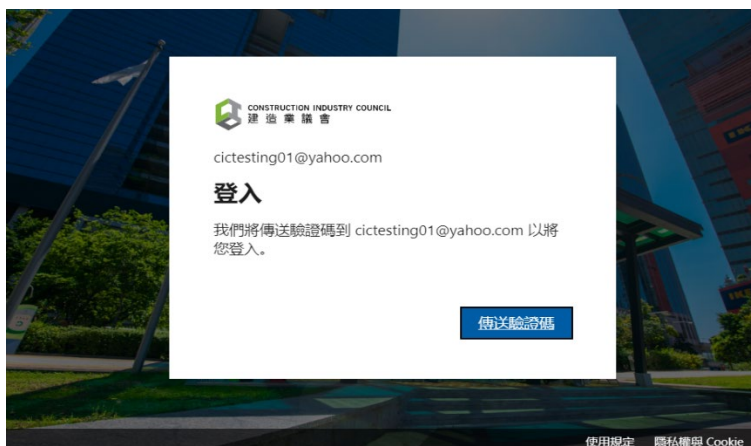 CONSTRUCTION INDUSTRY COUNCIL
建造業議會
cictesting01@yahoo.com
登入
我們將傳送驗證碼到 cictesting01@yahoo.com 以將
您登入。
傳送驗證碼
使用規定 隱私權與 Cookie